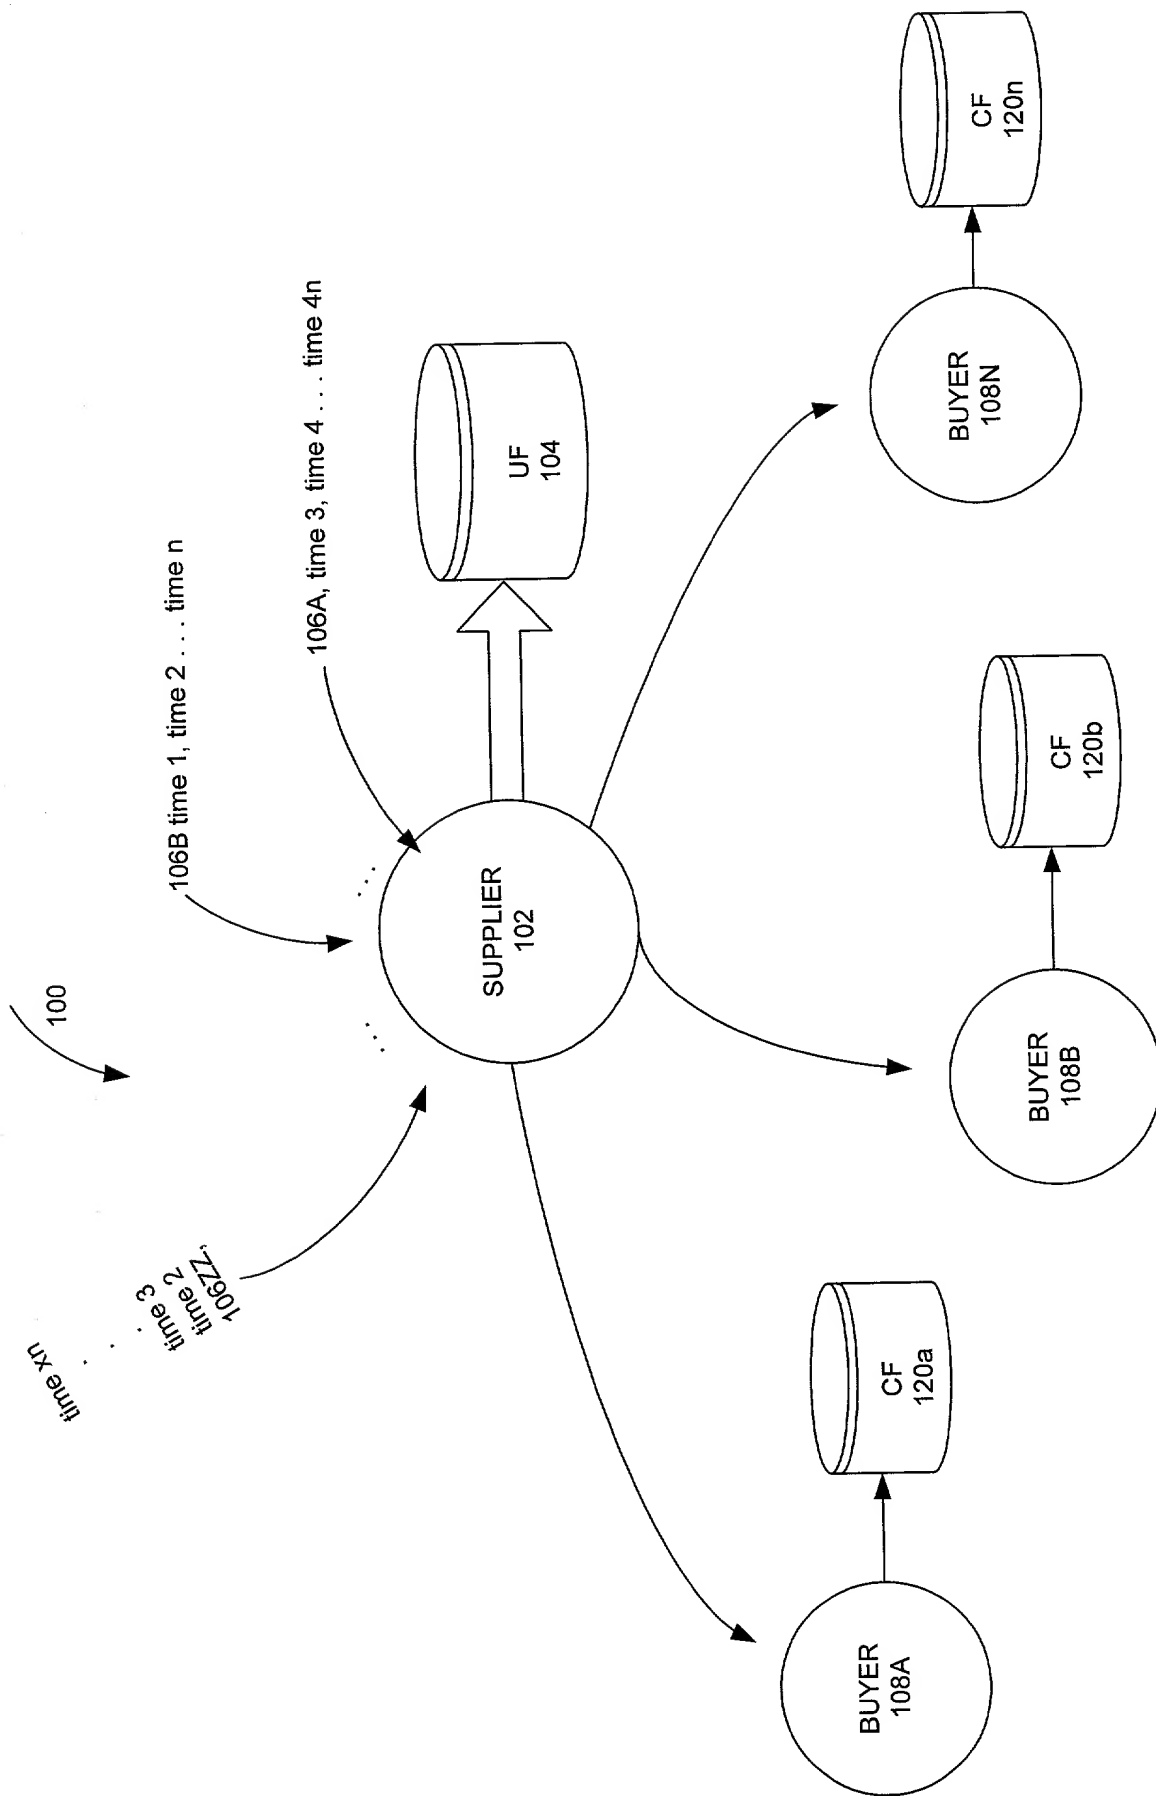 100
106B time 1, time 2 . . . time n
106A, time 3, time 4 . . . time 4n
time xn
.
.
.
time 3
time 2
106ZZ,
. . .
. . .
SUPPLIER
102
UF
104
BUYER
108A
CF
120a
BUYER
108B
CF
120b
BUYER
108N
CF
120n